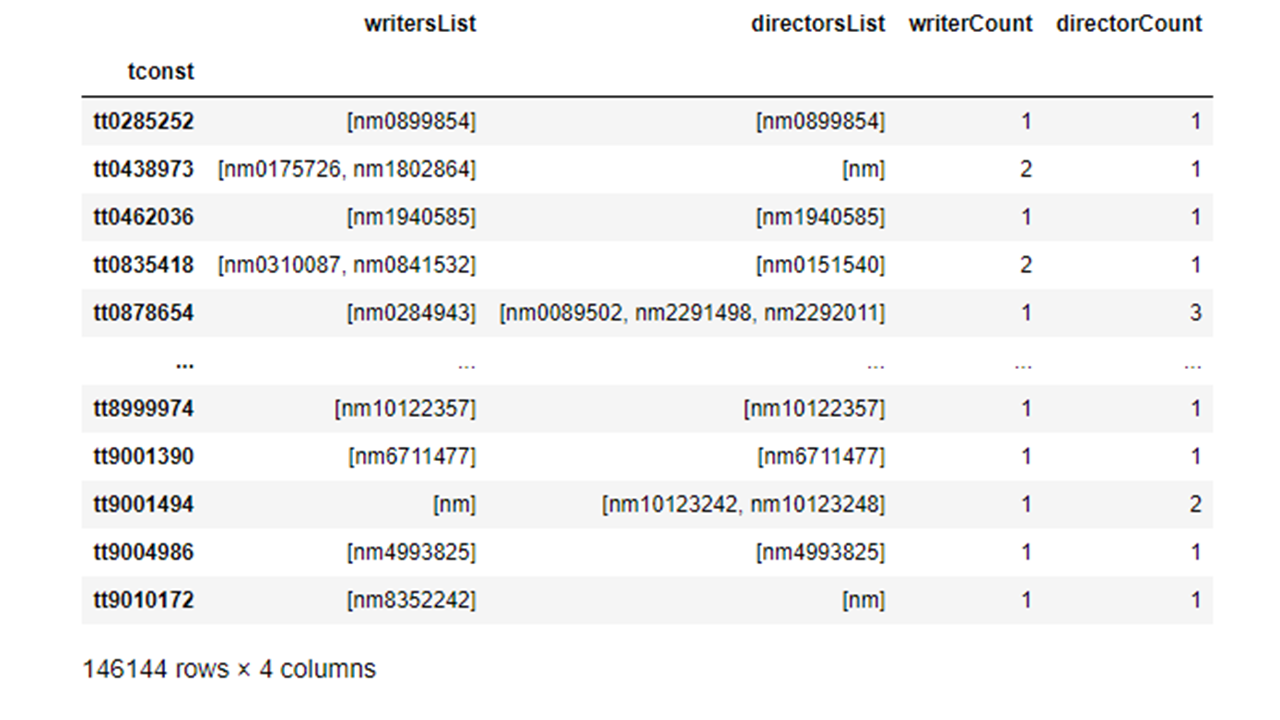 writersList directorsList writerCount directorCount
tconst
tt0285252 [nm0899854] [nm0899854] 1 1
tt0438973 [nm0175726, nm1802864] [nm] 2 1
tt0462036 [nm1940585] [nm1940585] 1 1
tt0835418 [nm0310087, nm0841532] [nm0151540] 2 1
tt0878654 [nm0284943] [nm0089502, nm2291498, nm2292011] 1 3
... ... ... ... ...
tt8999974 [nm10122357] [nm10122357] 1 1
tt9001390 [nm6711477] [nm6711477] 1 1
tt9001494 [nm] [nm10123242, nm10123248] 1 2
tt9004986 [nm4993825] [nm4993825] 1 1
tt9010172 [nm8352242] [nm] 1 1
146144 rows × 4 columns